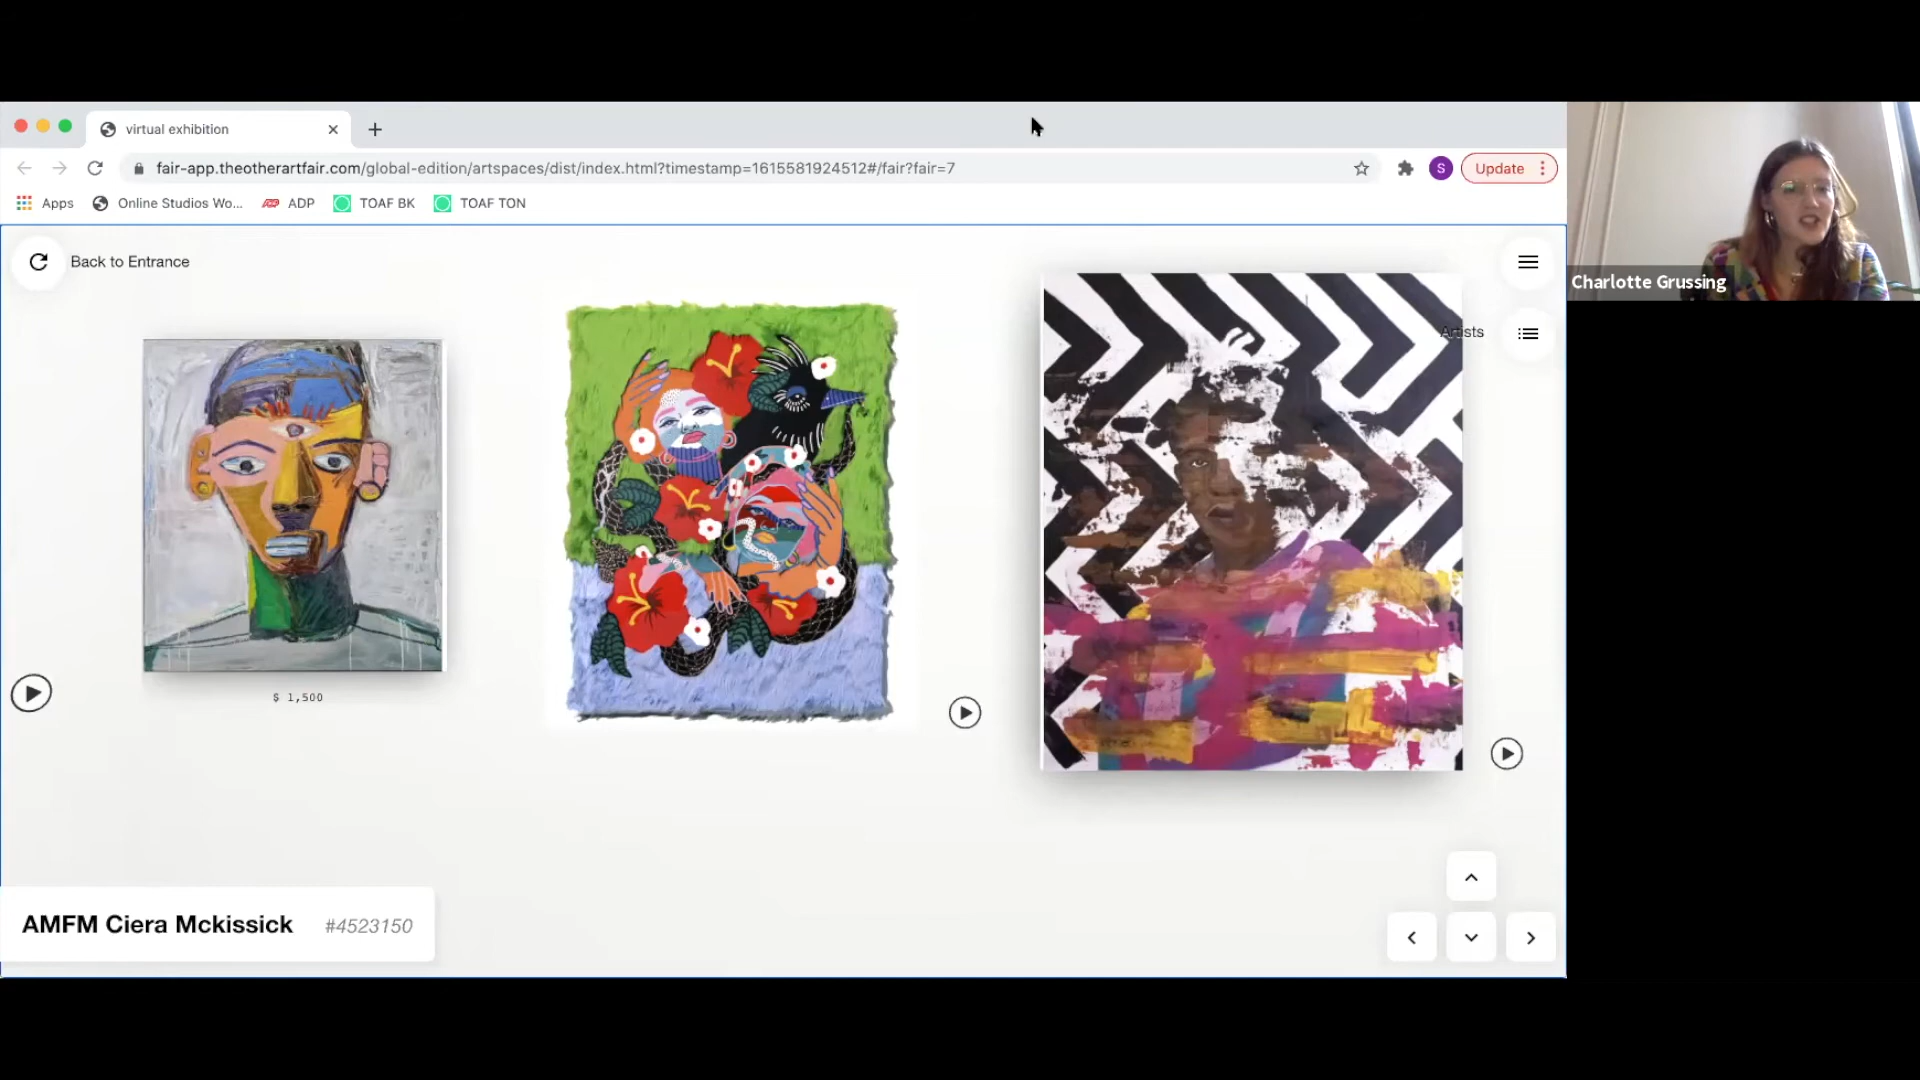 virtual exhibition
fair-app.theotherartfair.com/global-edition/artspaces/dist/index.html?timestamp=1615581924512#/fair?fair=7
S
Update
Apps
Online Studios Wo...
ADP
TOAF BK
TOAF TON
Back to Entrance
Charlotte Grussing
Artists
$ 1,500
AMFM Ciera Mckissick #4523150